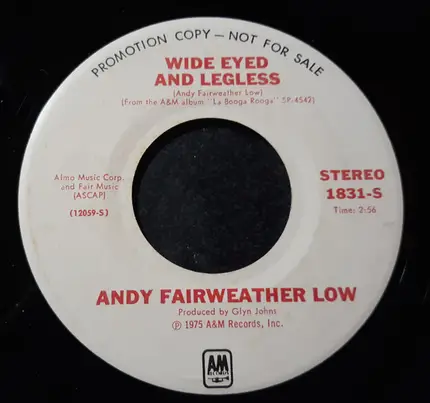 PROMOTION COPY — NOT FOR SALE
WIDE EYED
AND LEGLESS
(Andy Fairweather Low)
(From the A&M album "La Booga Rooga" SP-4542)
Almo Music Corp.
and Fair Music
(ASCAP)
(12059-S)
STEREO
1831-S
Time: 2:56
ANDY FAIRWEATHER LOW
Produced by Glyn Johns
℗ 1975 A&M Records, Inc.
AM
RECORDS